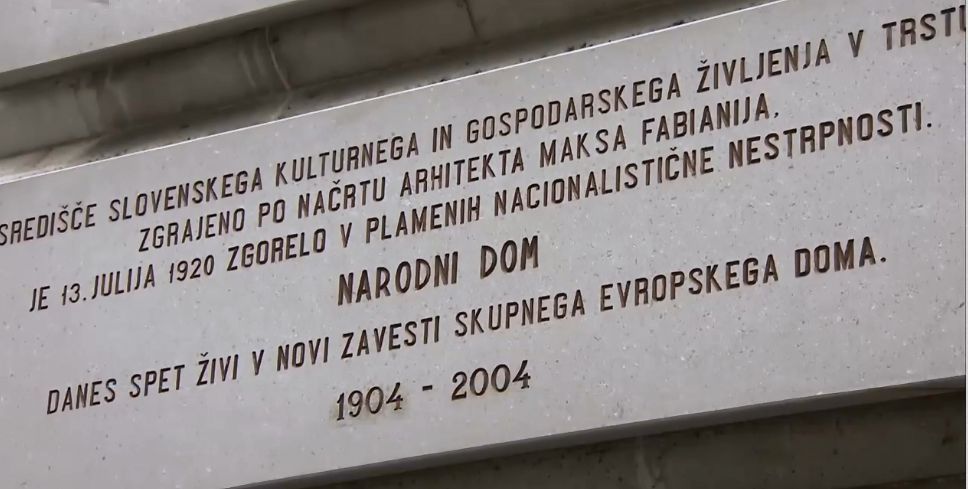 SREDIŠČE SLOVENSKEGA KULTURNEGA IN GOSPODARSKEGA ŽIVLJENJA V TRSTU
ZGRAJENO PO NAČRTU ARHITEKTA MAKSA FABIANIJA,
JE 13. JULIJA 1920 ZGORELO V PLAMENIH NACIONALISTIČNE NESTRPNOSTI.
NARODNI DOM
DANES SPET ŽIVI V NOVI ZAVESTI SKUPNEGA EVROPSKEGA DOMA.
1904 - 2004